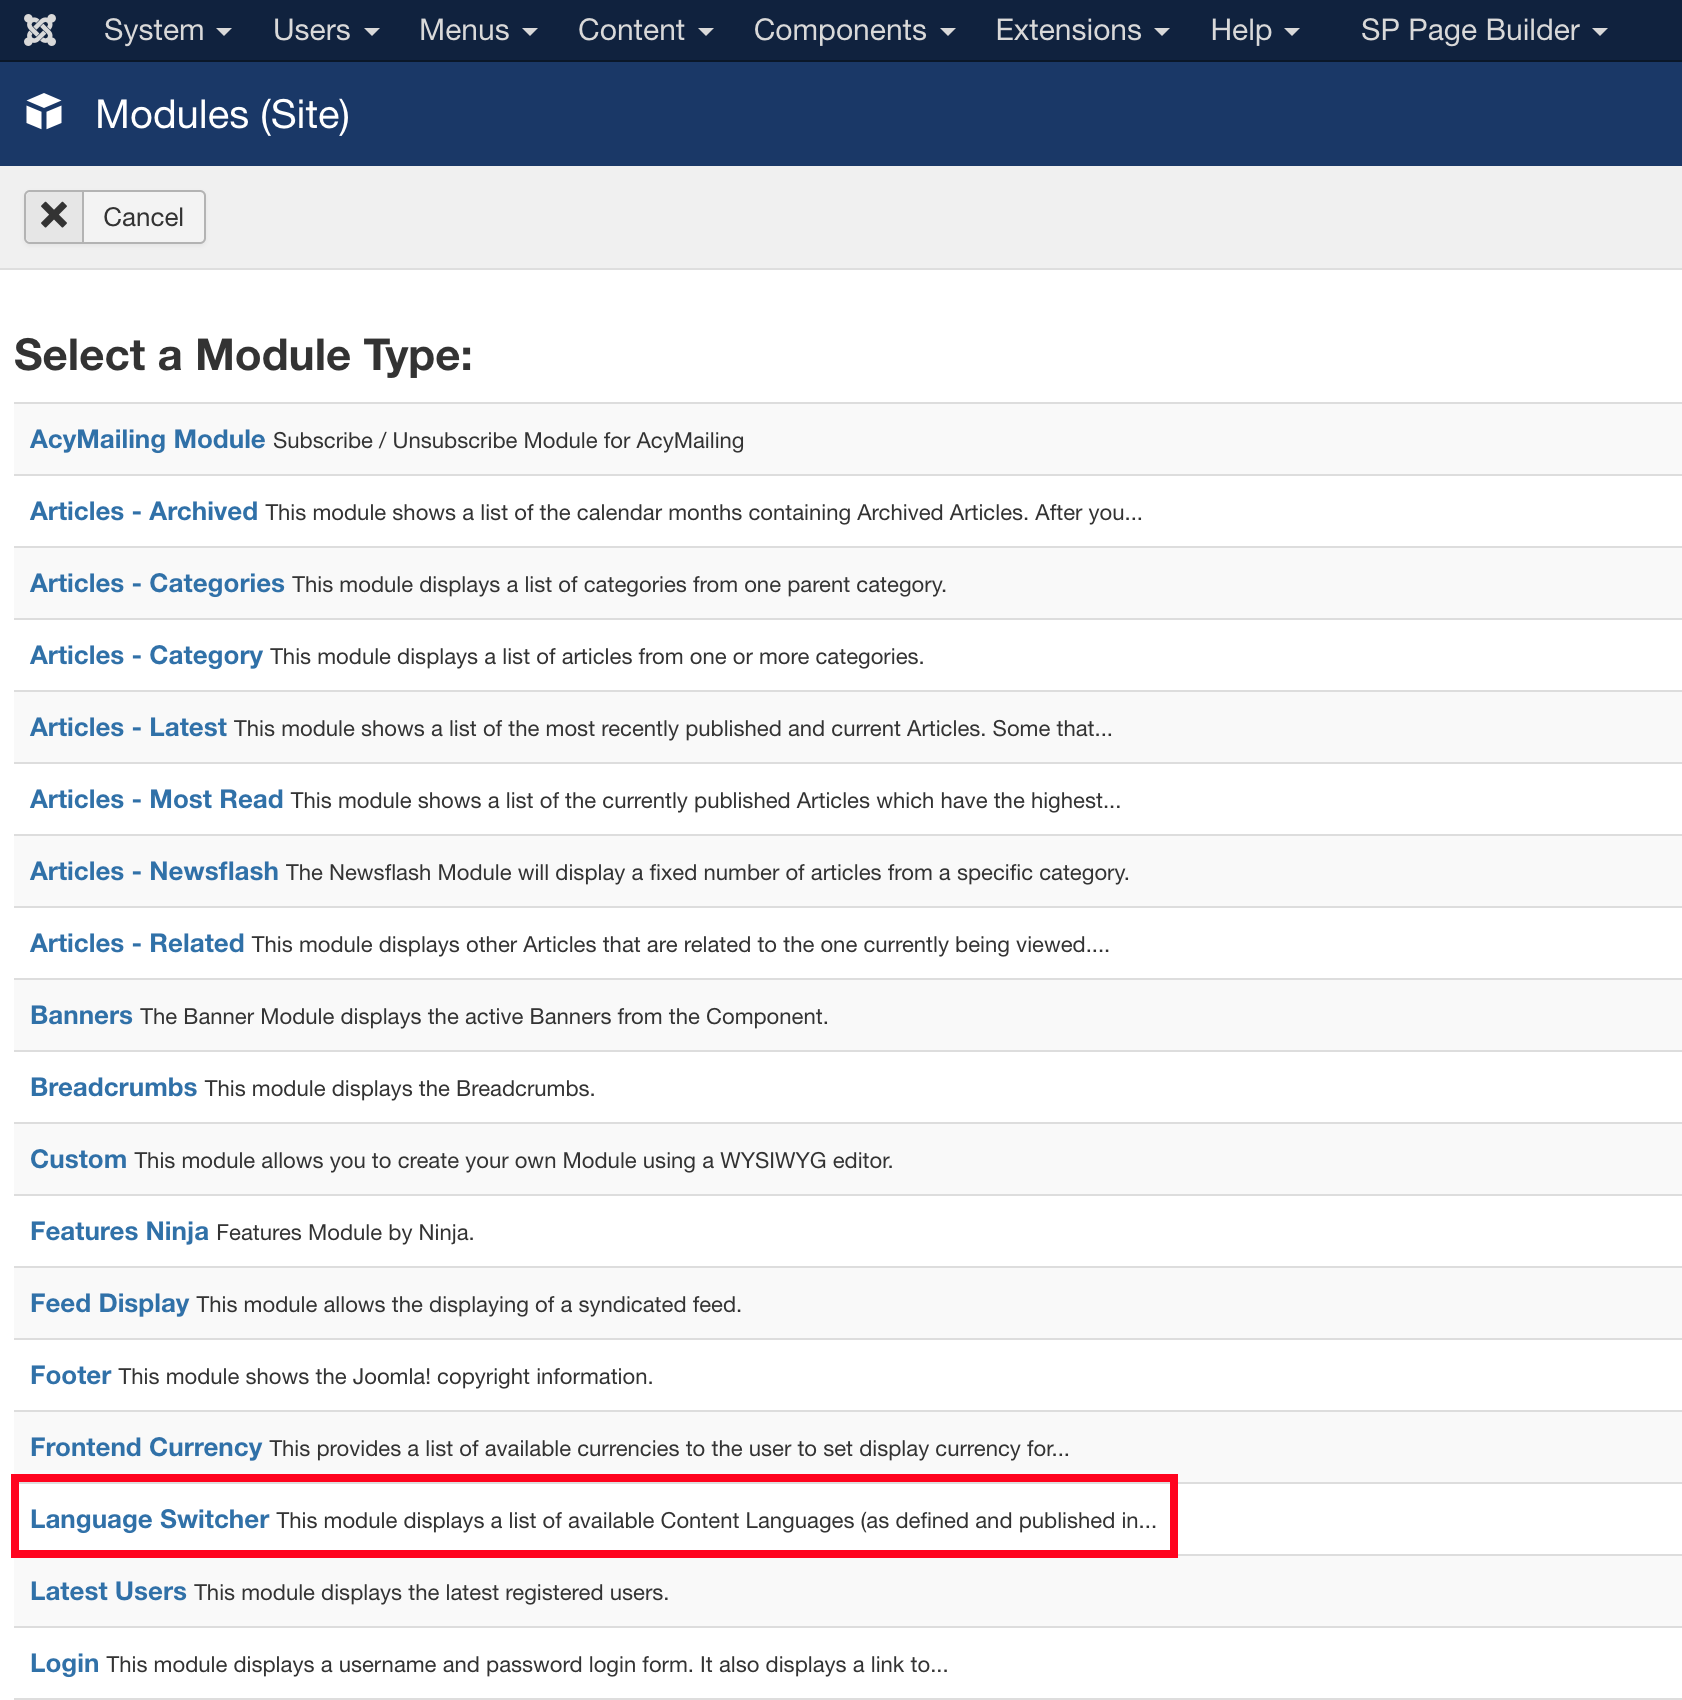 System Users Menus Content Components Extensions Help SP Page Builder
Modules (Site)
Cancel
Select a Module Type:
AcyMailing Module Subscribe / Unsubscribe Module for AcyMailing
Articles - Archived This module shows a list of the calendar months containing Archived Articles. After you...
Articles - Categories This module displays a list of categories from one parent category.
Articles - Category This module displays a list of articles from one or more categories.
Articles - Latest This module shows a list of the most recently published and current Articles. Some that...
Articles - Most Read This module shows a list of the currently published Articles which have the highest...
Articles - Newsflash The Newsflash Module will display a fixed number of articles from a specific category.
Articles - Related This module displays other Articles that are related to the one currently being viewed....
Banners The Banner Module displays the active Banners from the Component.
Breadcrumbs This module displays the Breadcrumbs.
Custom This module allows you to create your own Module using a WYSIWYG editor.
Features Ninja Features Module by Ninja.
Feed Display This module allows the displaying of a syndicated feed.
Footer This module shows the Joomla! copyright information.
Frontend Currency This provides a list of available currencies to the user to set display currency for...
Language Switcher This module displays a list of available Content Languages (as defined and published in...
Latest Users This module displays the latest registered users.
Login This module displays a username and password login form. It also displays a link to...